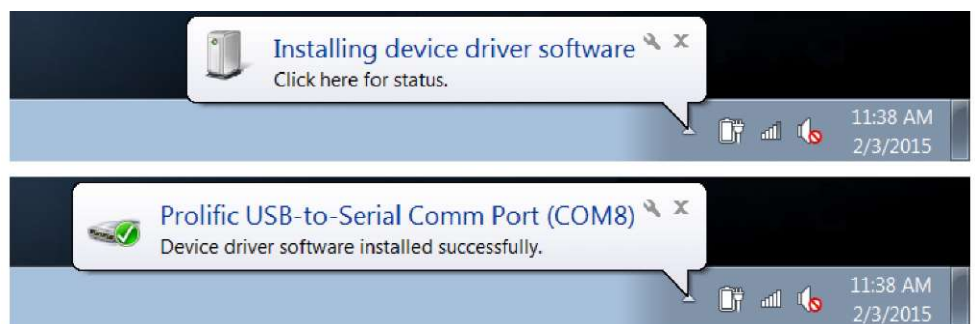 Installing device driver software
Click here for status.
11:38 AM
2/3/2015
Prolific USB-to-Serial Comm Port (COM8)
Device driver software installed successfully.
11:38 AM
2/3/2015